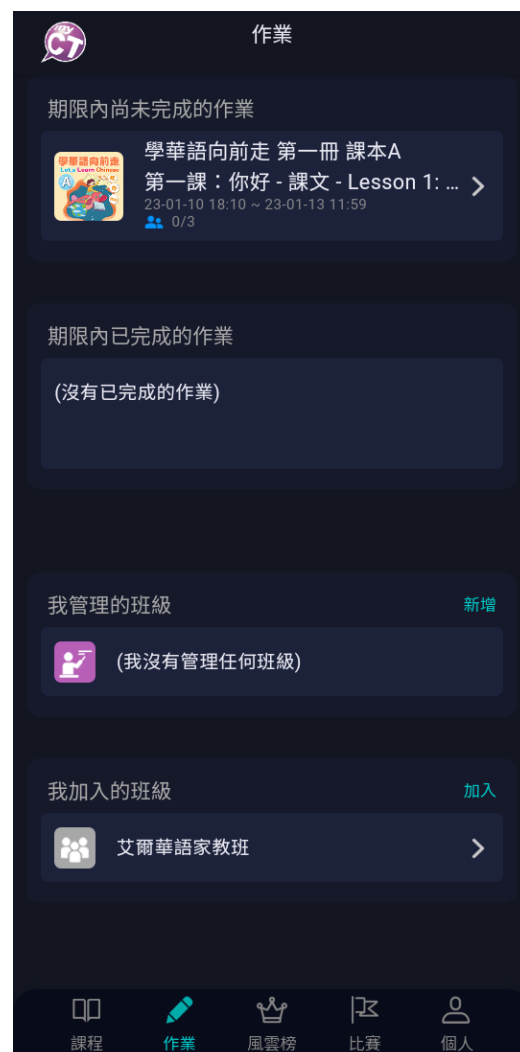 my
CT
作業
期限內尚未完成的作業
學華語向前走
Let's Learn Chinese
A
學華語向前走 第一冊 課本A
第一課：你好 - 課文 - Lesson 1: ...
23-01-10 18:10 ~ 23-01-13 11:59
0/3
期限內已完成的作業
(沒有已完成的作業)
我管理的班級
新增
(我沒有管理任何班級)
我加入的班級
加入
艾爾華語家教班
課程
作業
風雲榜
比賽
個人